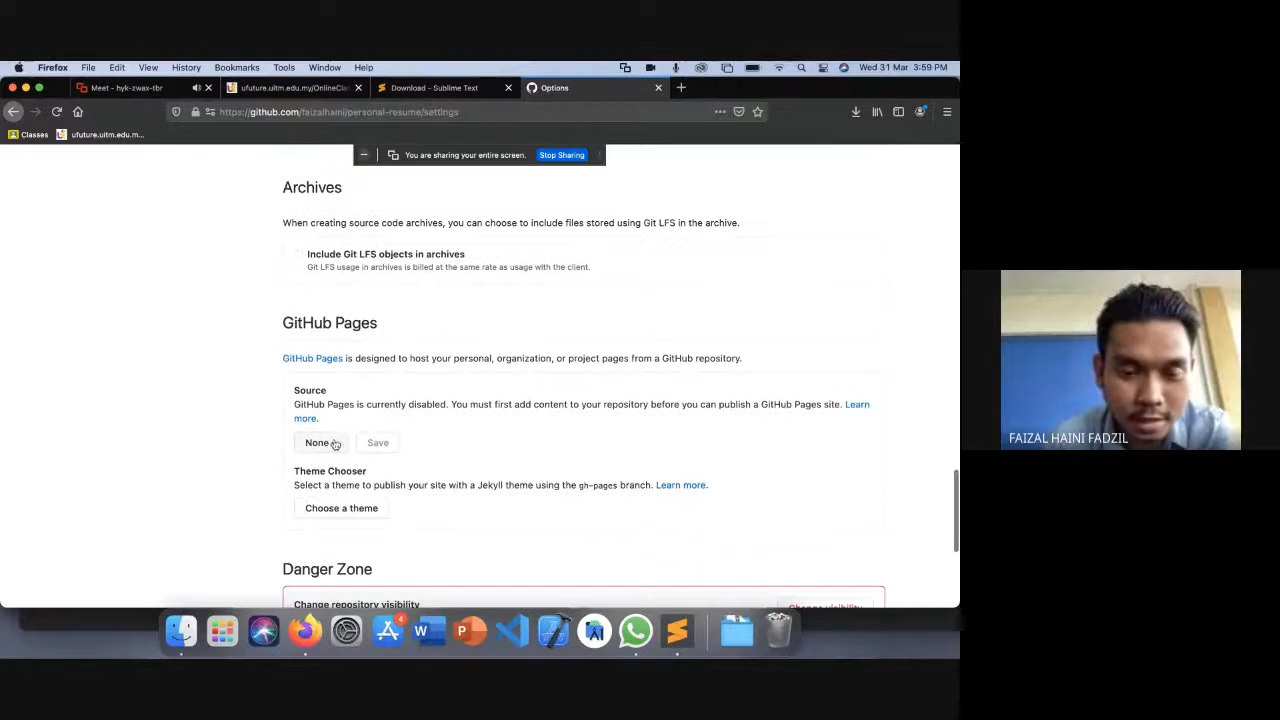 Firefox File Edit View History Bookmarks Tools Window Help Wed 31 Mar 3:59 PM
Meet - hyk-zwax-tbr ufuture.uitm.edu.my/OnlineCla Download - Sublime Text Options
https://github.com/faizalhaini/personal-resume/settings
Classes ufuture.uitm.edu.m...
You are sharing your entire screen. Stop Sharing
Archives
When creating source code archives, you can choose to include files stored using Git LFS in the archive.
Include Git LFS objects in archives
Git LFS usage in archives is billed at the same rate as usage with the client.
GitHub Pages
GitHub Pages is designed to host your personal, organization, or project pages from a GitHub repository.
Source
GitHub Pages is currently disabled. You must first add content to your repository before you can publish a GitHub Pages site. Learn
more.
None Save
Theme Chooser
Select a theme to publish your site with a Jekyll theme using the gh-pages branch. Learn more.
Choose a theme
Danger Zone
Change repository visibility Change visibility
4
W P
FAIZAL HAINI FADZIL